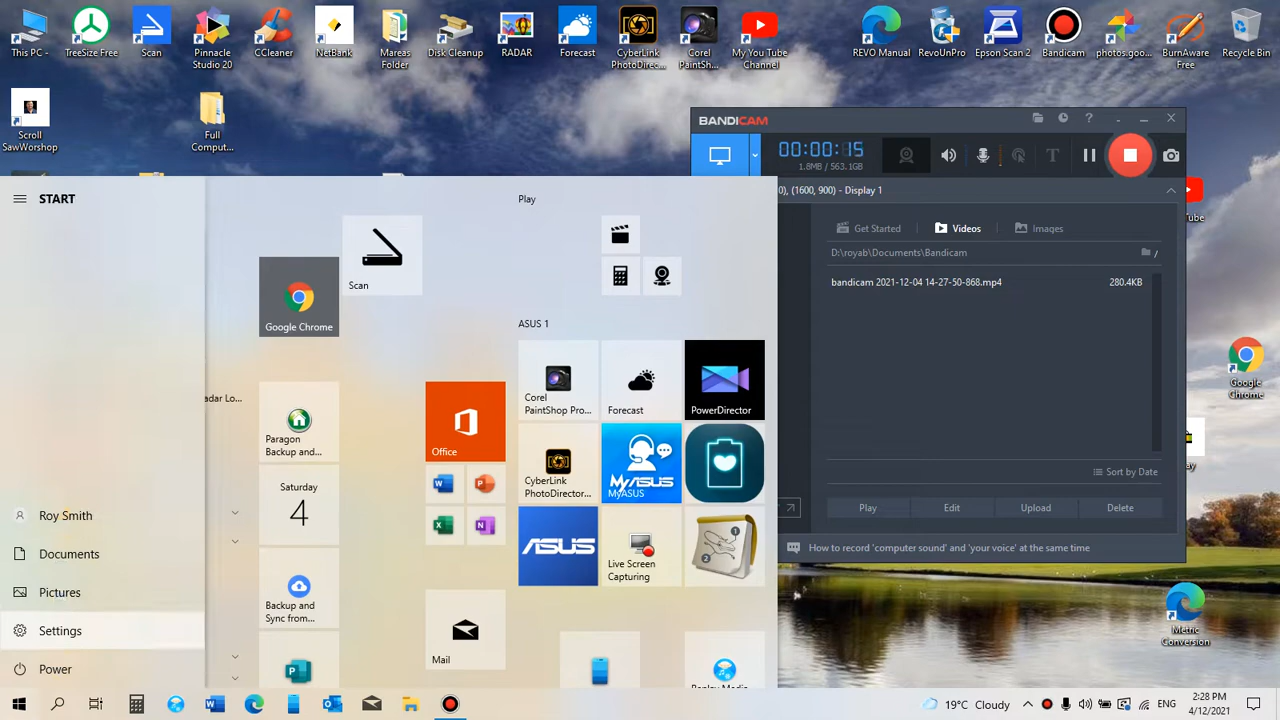 This PC -
TreeSize Free
Scan
Pinnacle
Studio 20
CCleaner
NetBank
Mareas
Folder
Disk Cleanup
RADAR
Forecast
CyberLink
PhotoDirec...
Corel
PaintSh...
My YouTube
Channel
REVO Manual
RevoUnPro
Epson Scan 2
Bandicam
photos.goo...
BurnAware
Free
Recycle Bin
Scroll
SawWorshop
Full
Comput...
BANDICAM
00:00:15
1.8MB / 563.1GB
), (1600, 900) - Display 1
Get Started
Videos
Images
D:\royab\Documents\Bandicam
bandicam 2021-12-04 14-27-50-868.mp4
280.4KB
Sort by Date
Play
Edit
Upload
Delete
How to record 'computer sound' and 'your voice' at the same time
Google
Chrome
Metric
Conversion
START
Roy Smith
Documents
Pictures
Settings
Power
Play
Scan
Google Chrome
ASUS 1
adar Lo...
Paragon
Backup and...
Office
Corel
PaintShop Pro...
Forecast
PowerDirector
Saturday
4
CyberLink
PhotoDirector...
MyASUS
MyASUS
ASUS
Live Screen
Capturing
1
2
Backup and
Sync from...
Mail
19°C Cloudy
ENG
2:28 PM
4/12/2021